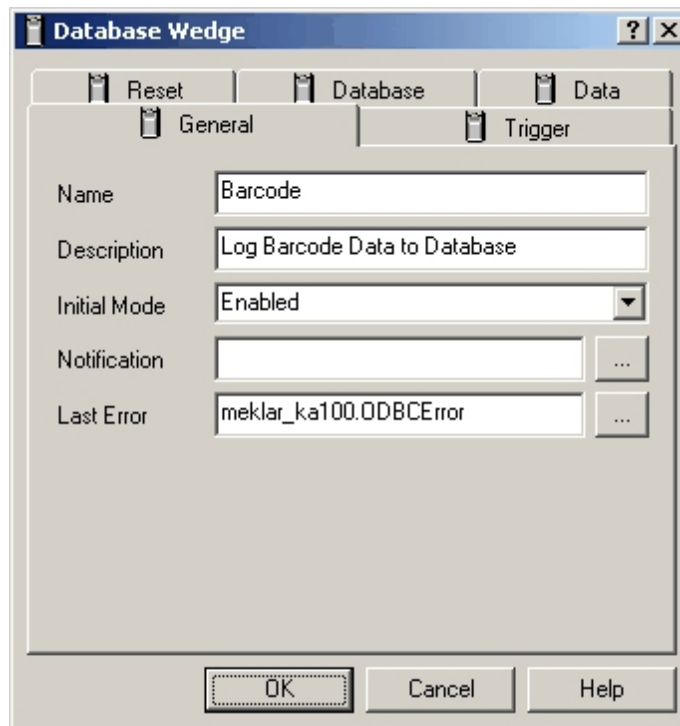 Database Wedge
Reset Database Data
General Trigger
Name Barcode
Description Log Barcode Data to Database
Initial Mode Enabled
Notification ...
Last Error meklar_ka100.ODBCError ...
OK Cancel Help